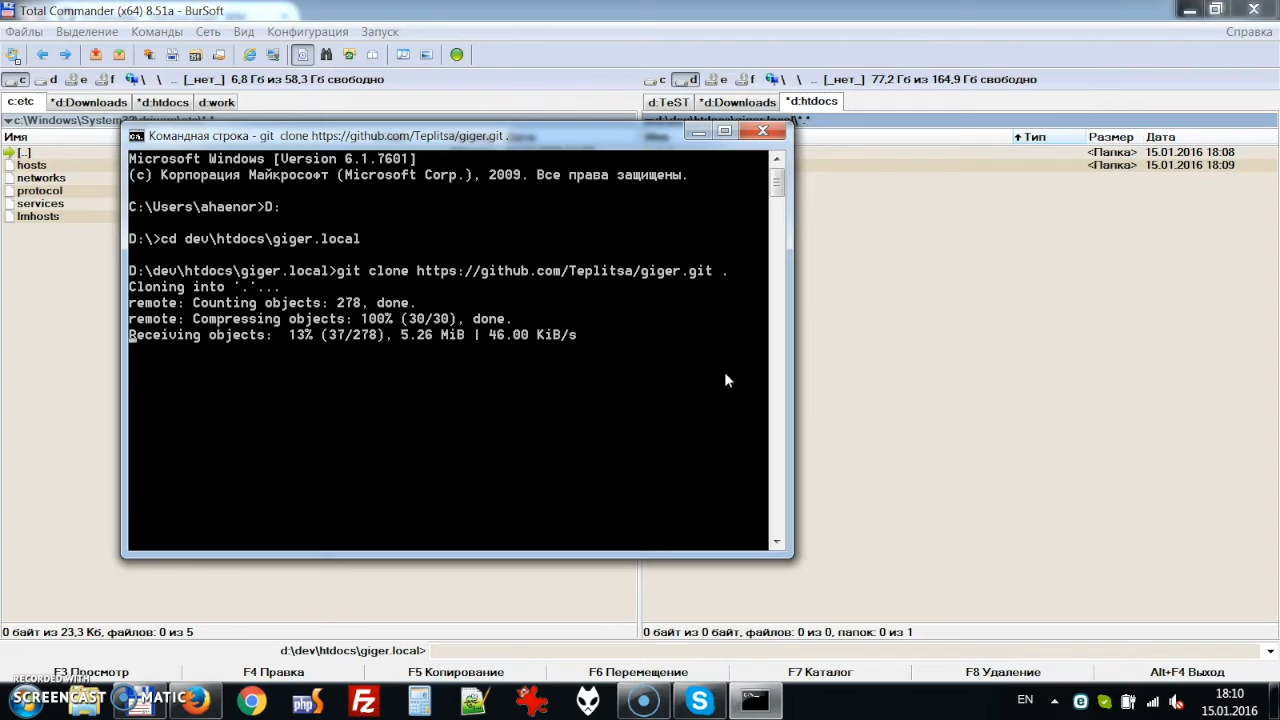 Total Commander (x64) 8.51a - BurSoft
Файлы Выделение Команды Сеть Вид Конфигурация Запуск Справка
c d e f \ \ .. [_нет_] 6,8 Гб из 58,3 Гб свободно
c d e f \ \ .. [_нет_] 77,2 Гб из 164,9 Гб свободно
c:etc *d:Downloads *d:htdocs d:work
d:TeST *d:Downloads *d:htdocs
Имя
Тип Размер Дата
[..]
hosts
networks
protocol
services
lmhosts
<Папка> 15.01.2016 18:08
<Папка> 15.01.2016 18:09
Командная строка - git clone https://github.com/Teplitsa/giger.git .
Microsoft Windows [Version 6.1.7601]
(c) Корпорация Майкрософт (Microsoft Corp.), 2009. Все права защищены.
C:\Users\ahaenor>D:
D:\>cd dev\htdocs\giger.local
D:\dev\htdocs\giger.local>git clone https://github.com/Teplitsa/giger.git .
Cloning into '.'...
remote: Counting objects: 278, done.
remote: Compressing objects: 100% (30/30), done.
Receiving objects: 13% (37/278), 5.26 MiB | 46.00 KiB/s
0 байт из 23,3 Кб, файлов: 0 из 5
0 байт из 0 байт, файлов: 0 из 0, папок: 0 из 1
d:\dev\htdocs\giger.local>
F3 Просмотр F4 Правка F5 Копирование F6 Перемещение F7 Каталог F8 Удаление Alt+F4 Выход
RECORDED WITH
SCREENCAST MATIC
php
EN
18:10
15.01.2016